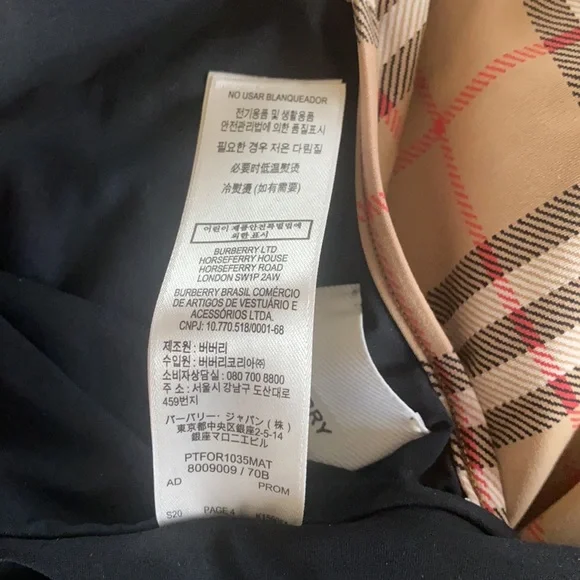 NO USAR BLANQUEADOR
전기용품 및 생활용품
안전관리법에 의한 품질표시
필요한 경우 저온 다림질
必要时低温熨烫
冷熨燙 (如有需要)
어린이 제품안전특별법에
의한 표시
BURBERRY LTD
HORSEFERRY HOUSE
HORSEFERRY ROAD
LONDON SW1P 2AW
BURBERRY BRASIL COMÉRCIO
DE ARTIGOS DE VESTUÁRIO E
ACESSÓRIOS LTDA.
CNPJ: 10.770.518/0001-68
제조원 : 버버리
수입원 : 버버리코리아㈜
소비자상담실 : 080 700 8800
주 소 : 서울시 강남구 도산대로
459번지
バーバリー・ジャパン (株)
東京都中央区銀座2-5-14
銀座マロニエビル
PTFOR1035MAT
8009009 / 70B
AD PROM
S20 PAGE 4